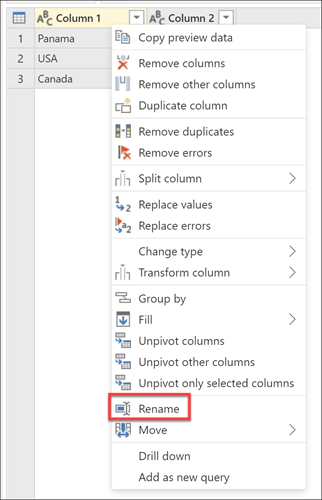 ABC Column 1 ABC Column 2
1 Panama
2 USA
3 Canada
Copy preview data
Remove columns
Remove other columns
Duplicate column
Remove duplicates
Remove errors
Split column
Replace values
Replace errors
Change type
Transform column
Group by
Fill
Unpivot columns
Unpivot other columns
Unpivot only selected columns
Rename
Move
Drill down
Add as new query